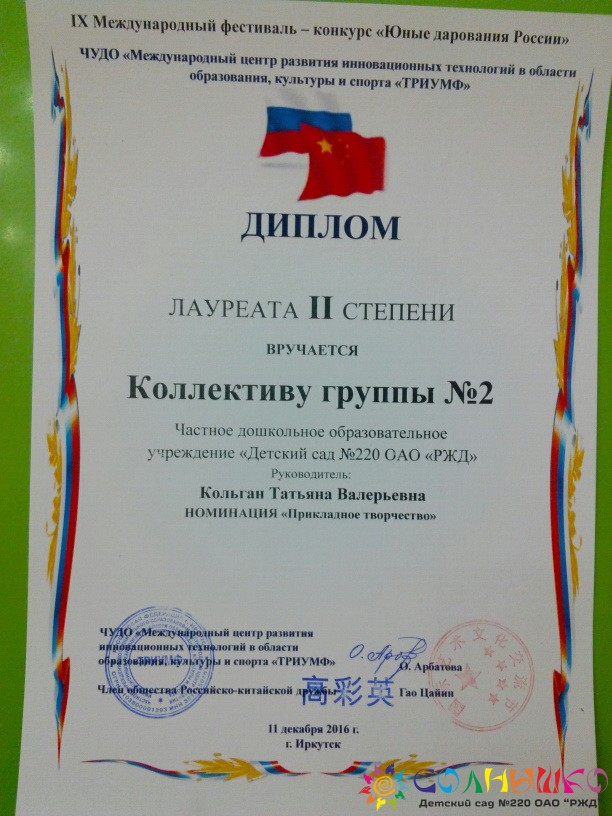 IX Международный фестиваль – конкурс «Юные дарования России»
ЧУДО «Международный центр развития инновационных технологий в области
образования, культуры и спорта «ТРИУМФ»
ДИПЛОМ
ЛАУРЕАТА II СТЕПЕНИ
ВРУЧАЕТСЯ
Коллективу группы №2
Частное дошкольное образовательное
учреждение «Детский сад №220 ОАО «РЖД»
Руководитель:
Кольган Татьяна Валерьевна
НОМИНАЦИЯ «Прикладное творчество»
ЧУДО «Международный центр развития
инновационных технологий в области
образования, культуры и спорта «ТРИУМФ»
О. Арбатова
Член общества Российско-китайской дружбы
高彩英
Гао Цайин
11 декабря 2016 г.
г. Иркутск
СОЛНЫШКО
Детский сад №220 ОАО "РЖД"